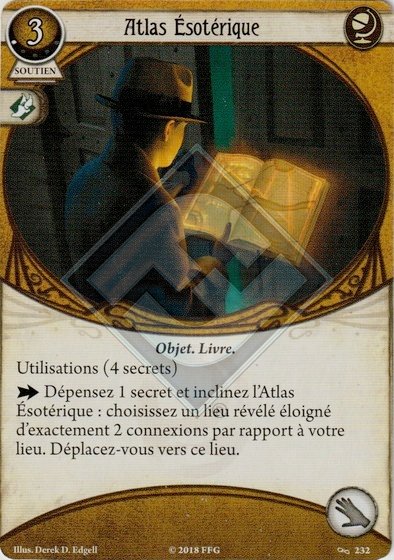 Atlas Ésotérique
3
SOUTIEN
Objet. Livre.
Utilisations (4 secrets)
Dépensez 1 secret et inclinez l'Atlas
Ésotérique : choisissez un lieu révélé éloigné
d'exactement 2 connexions par rapport à votre
lieu. Déplacez-vous vers ce lieu.
Illus. Derek D. Edgell
© 2018 FFG
232